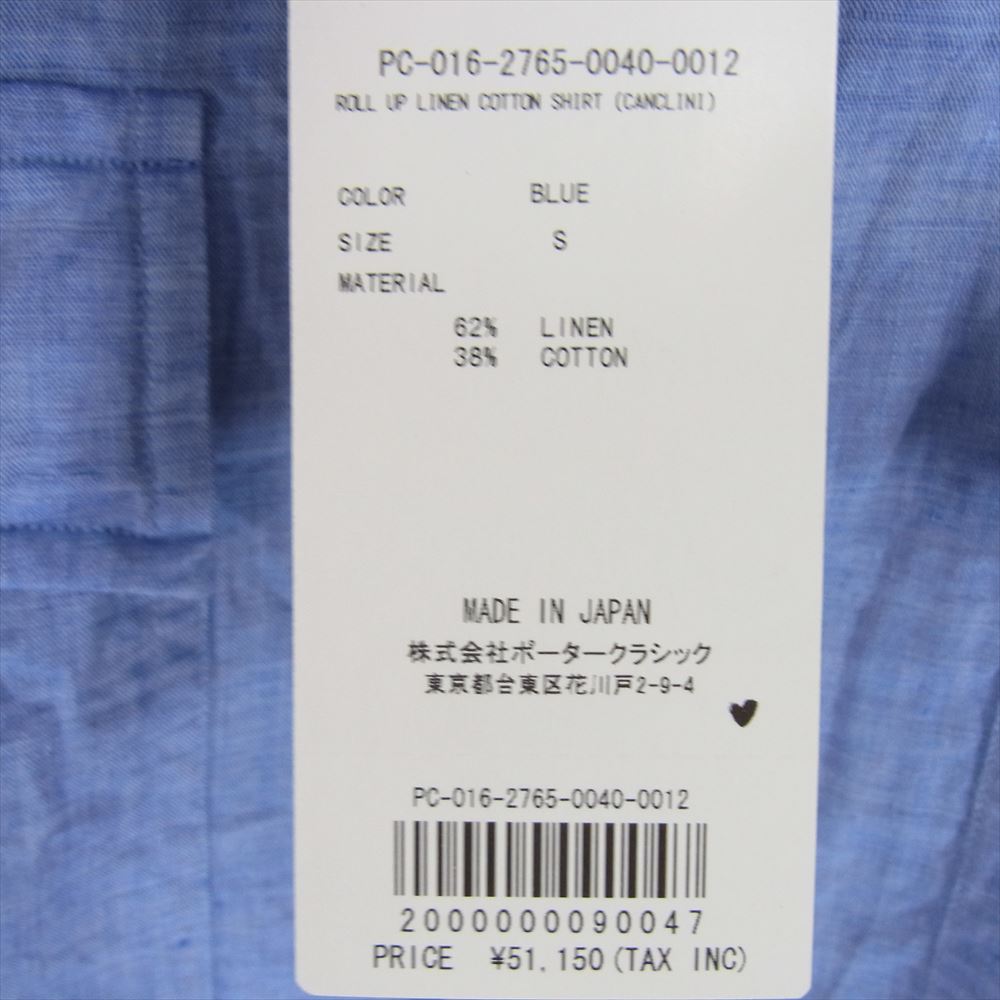 PC-016-2765-0040-0012
ROLL UP LINEN COTTON SHIRT (CANCLINI)
COLOR BLUE
SIZE S
MATERIAL
62% LINEN
38% COTTON
MADE IN JAPAN
株式会社ポータークラシック
東京都台東区花川戸2-9-4
PC-016-2765-0040-0012
2000000090047
PRICE ¥51,150(TAX INC)